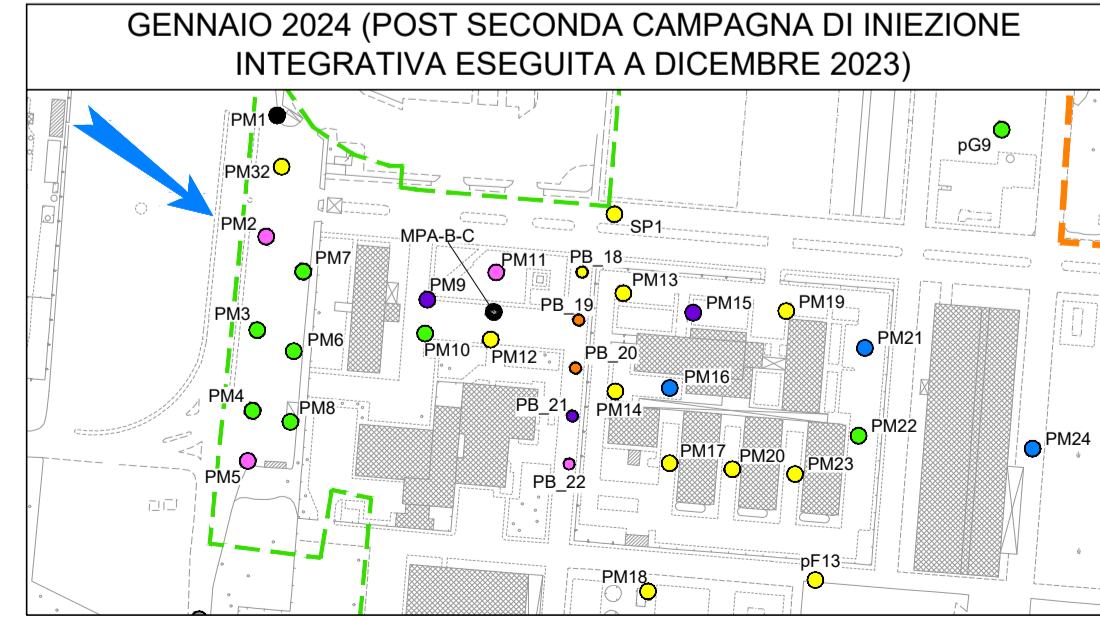 GENNAIO 2024 (POST SECONDA CAMPAGNA DI INIEZIONE
INTEGRATIVA ESEGUITA A DICEMBRE 2023)
PM1
pG9
PM32
PM2
SP1
MPA-B-C
PM7
PM11
PB_18
PM13
PM9
PB_19
PM15
PM19
PM3
PM6
PM10
PM12
PB_20
PM21
PM16
PM4
PM8
PB_21
PM14
PM22
PM5
PM17
PM20
PM23
PM24
PB_22
PM18
pF13